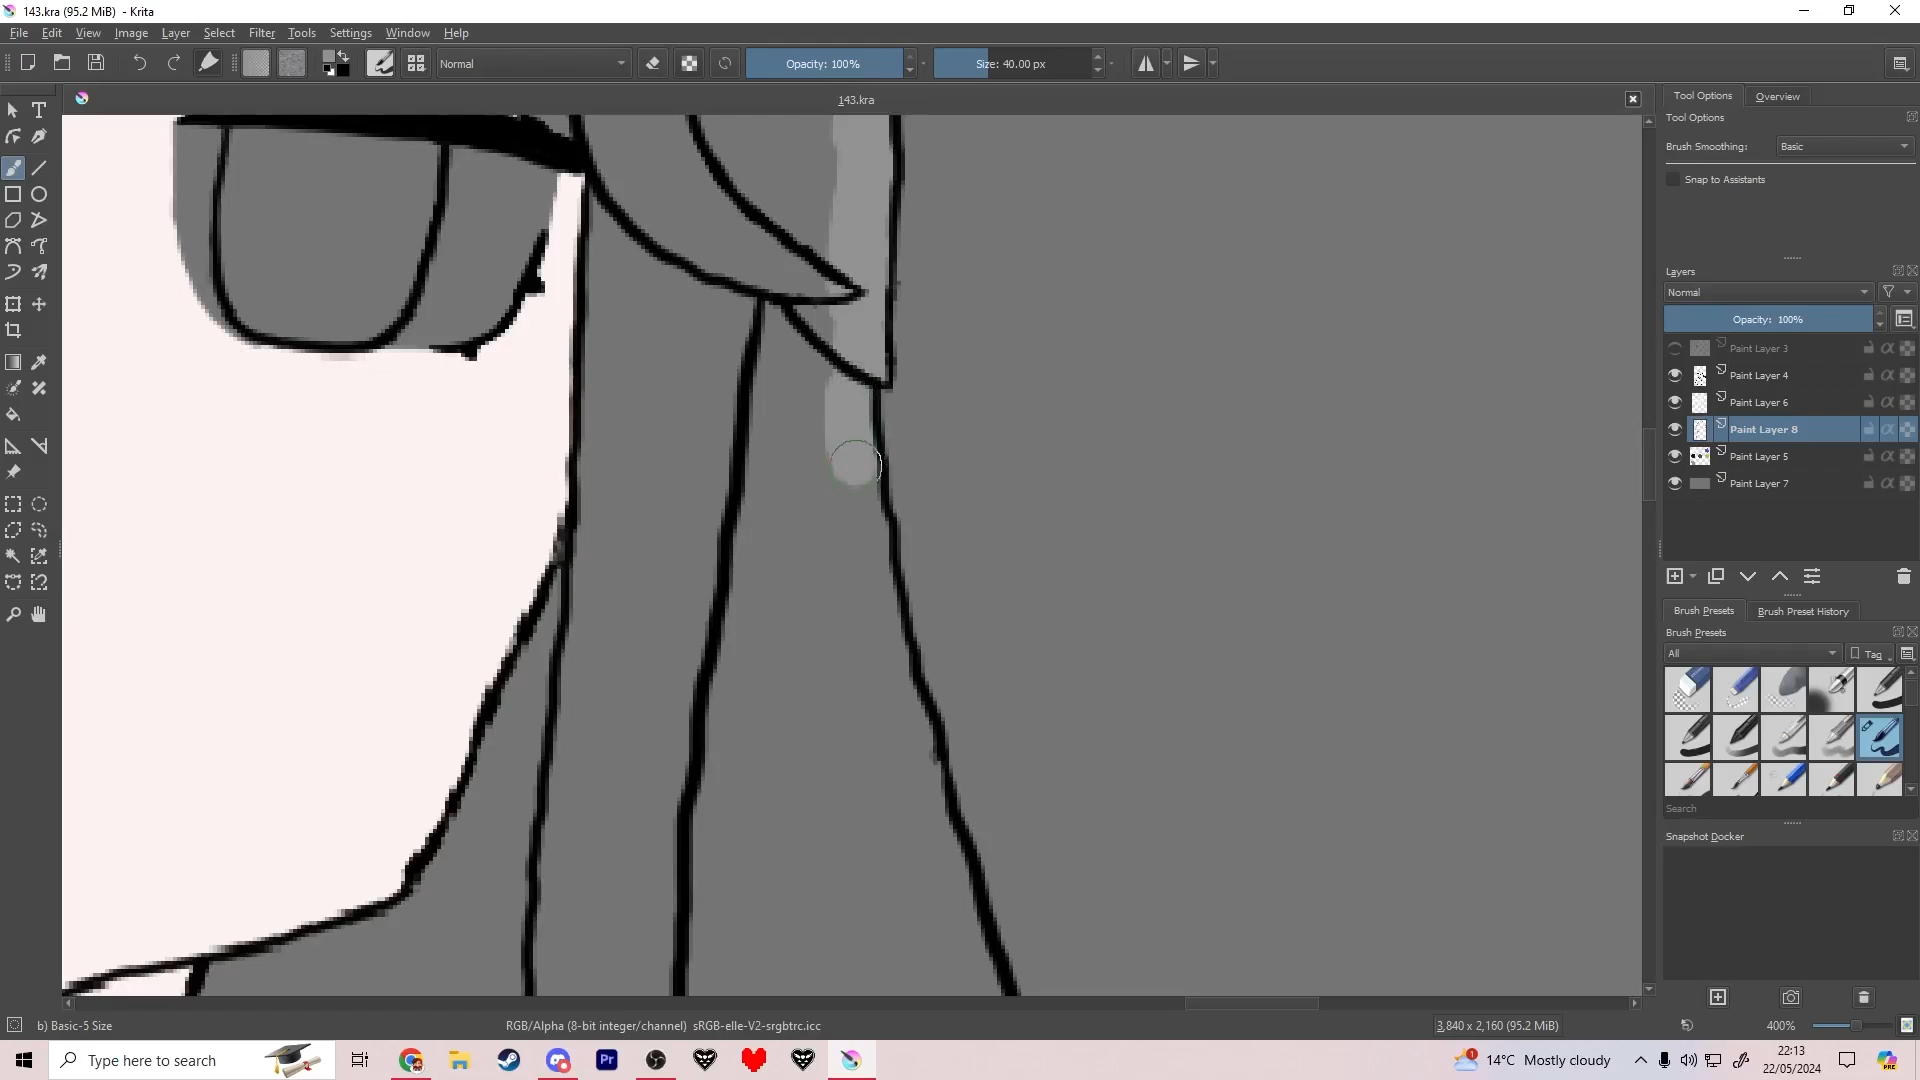 143.kra (95.2 MiB) - Krita
File Edit View Image Layer Select Filter Tools Settings Window Help
Normal Opacity: 100% Size: 40.00 px
143.kra
Tool Options Overview
Tool Options
Brush Smoothing: Basic
Snap to Assistants
Layers
Normal
Opacity: 100%
Paint Layer 3
Paint Layer 4
Paint Layer 6
Paint Layer 8
Paint Layer 5
Paint Layer 7
Brush Presets Brush Preset History
Brush Presets
All Tag
Search
Snapshot Docker
b) Basic-5 Size RGB/Alpha (8-bit integer/channel) sRGB-elle-V2-srgbtrc.icc 3,840 x 2,160 (95.2 MiB) 400%
Type here to search Pr 1 14°C Mostly cloudy 22:13
22/05/2024 PRE